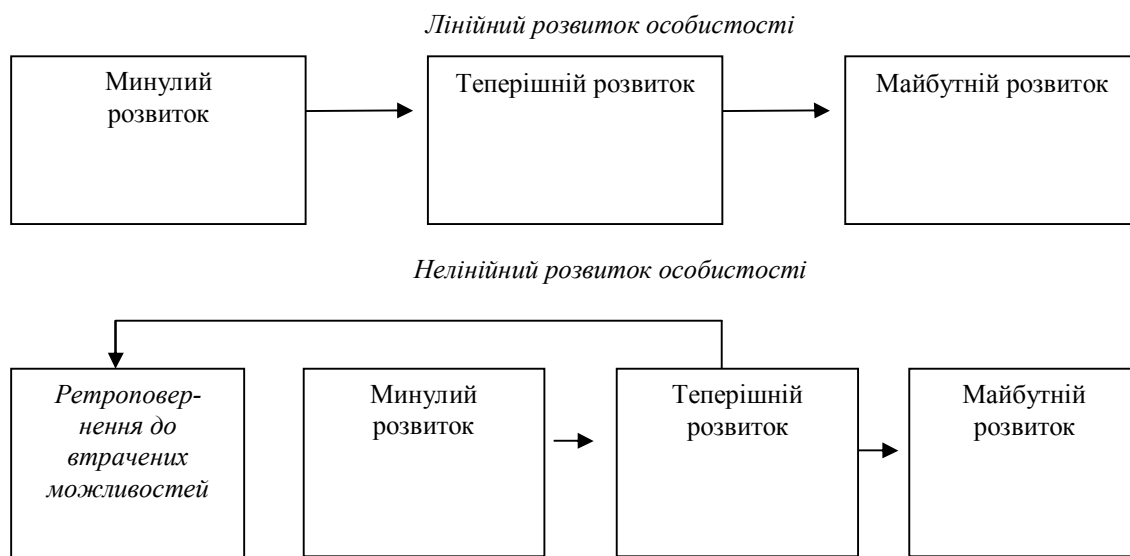 Лінійний розвиток особистості
Минулий
розвиток
Теперішній розвиток
Майбутній розвиток
Нелінійний розвиток особистості
Ретроповер-
нення до
втрачених
можливостей
Минулий
розвиток
Теперішній
розвиток
Майбутній
розвиток